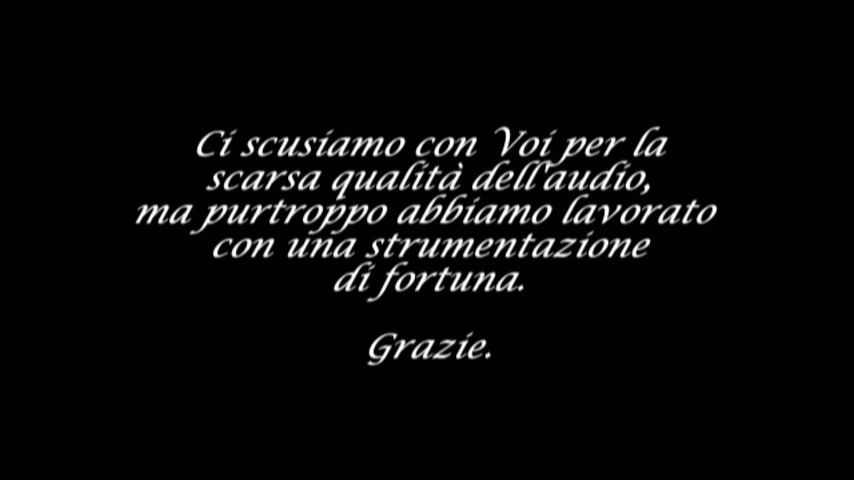 Ci scusiamo con Voi per la
scarsa qualità dell'audio,
ma purtroppo abbiamo lavorato
con una strumentazione
di fortuna.
Grazie.